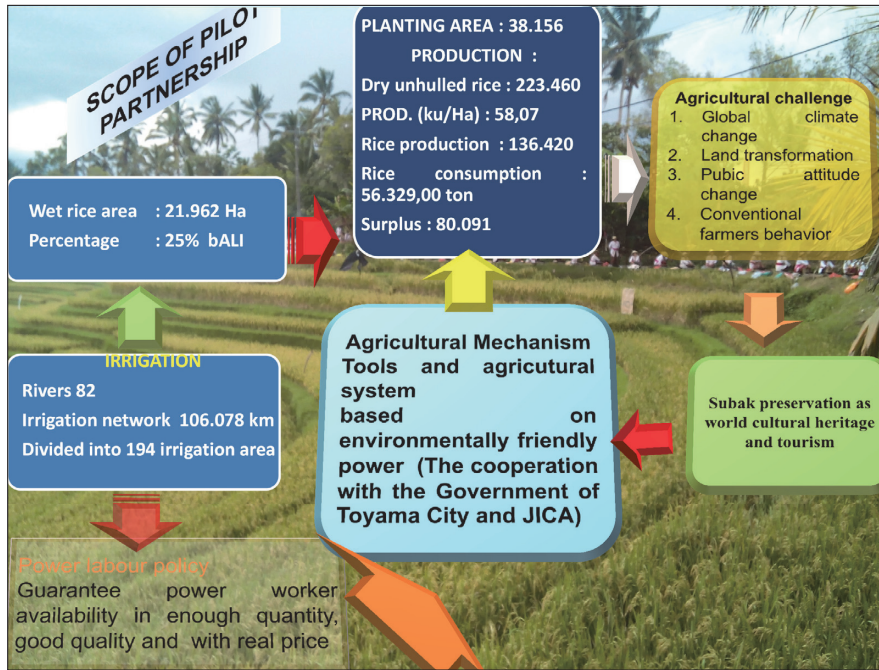 SCOPE OF PILOT
PARTNERSHIP
PLANTING AREA : 38.156
PRODUCTION :
Dry unhulled rice : 223.460
PROD. (ku/Ha) : 58,07
Rice production : 136.420
Rice consumption :
56.329,00 ton
Surplus : 80.091
Agricultural challenge
1. Global climate
change
2. Land transformation
3. Pubic attitude
change
4. Conventional
farmers behavior
Wet rice area : 21.962 Ha
Percentage : 25% bALI
IRRIGATION
Rivers 82
Irrigation network 106.078 km
Divided into 194 irrigation area
Agricultural Mechanism
Tools and agricutural
system
based on
environmentally friendly
power (The cooperation
with the Government of
Toyama City and JICA)
Subak preservation as
world cultural heritage
and tourism
Power labour policy
Guarantee power worker
availability in enough quantity,
good quality and with real price